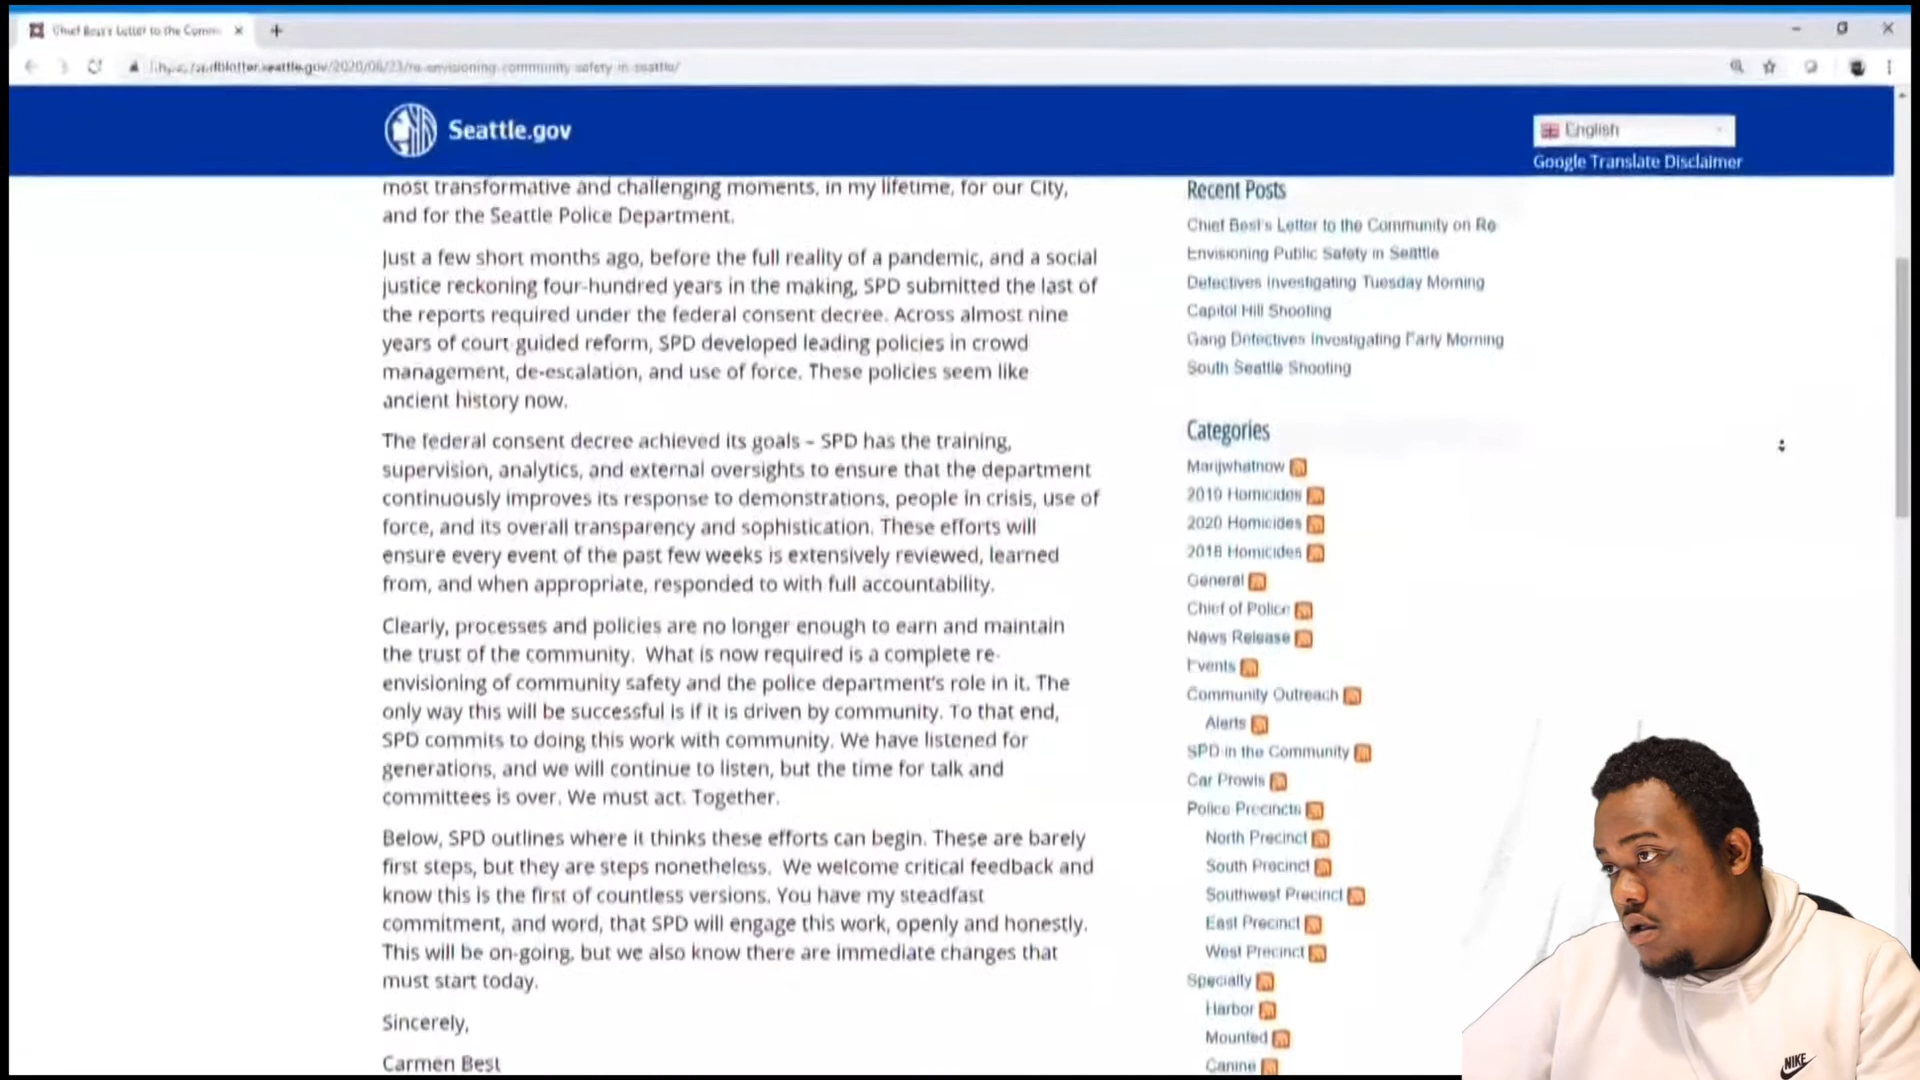 Chief Best's Letter to the Comm
seattle.gov/2020/06/23/re-envisioning-community-safety-in-seattle/
Seattle.gov
English
Google Translate Disclaimer
most transformative and challenging moments, in my lifetime, for our City,
and for the Seattle Police Department.
Just a few short months ago, before the full reality of a pandemic, and a social
justice reckoning four-hundred years in the making, SPD submitted the last of
the reports required under the federal consent decree. Across almost nine
years of court guided reform, SPD developed leading policies in crowd
management, de-escalation, and use of force. These policies seem like
ancient history now.
The federal consent decree achieved its goals – SPD has the training,
supervision, analytics, and external oversights to ensure that the department
continuously improves its response to demonstrations, people in crisis, use of
force, and its overall transparency and sophistication. These efforts will
ensure every event of the past few weeks is extensively reviewed, learned
from, and when appropriate, responded to with full accountability.
Clearly, processes and policies are no longer enough to earn and maintain
the trust of the community. What is now required is a complete re-
envisioning of community safety and the police department's role in it. The
only way this will be successful is if it is driven by community. To that end,
SPD commits to doing this work with community. We have listened for
generations, and we will continue to listen, but the time for talk and
committees is over. We must act. Together.
Below, SPD outlines where it thinks these efforts can begin. These are barely
first steps, but they are steps nonetheless. We welcome critical feedback and
know this is the first of countless versions. You have my steadfast
commitment, and word, that SPD will engage this work, openly and honestly.
This will be on-going, but we also know there are immediate changes that
must start today.
Sincerely,
Carmen Best
Recent Posts
Chief Best's Letter to the Community on Re
Envisioning Public Safety in Seattle
Detectives Investigating Tuesday Morning
Capitol Hill Shooting
Gang Detectives Investigating Early Morning
South Seattle Shooting
Categories
Marijwhatnow
2019 Homicides
2020 Homicides
2018 Homicides
General
Chief of Police
News Release
Events
Community Outreach
Alerts
SPD in the Community
Car Prowls
Police Precincts
North Precinct
South Precinct
Southwest Precinct
East Precinct
West Precinct
Specialty
Harbor
Mounted
Canine
NIKE